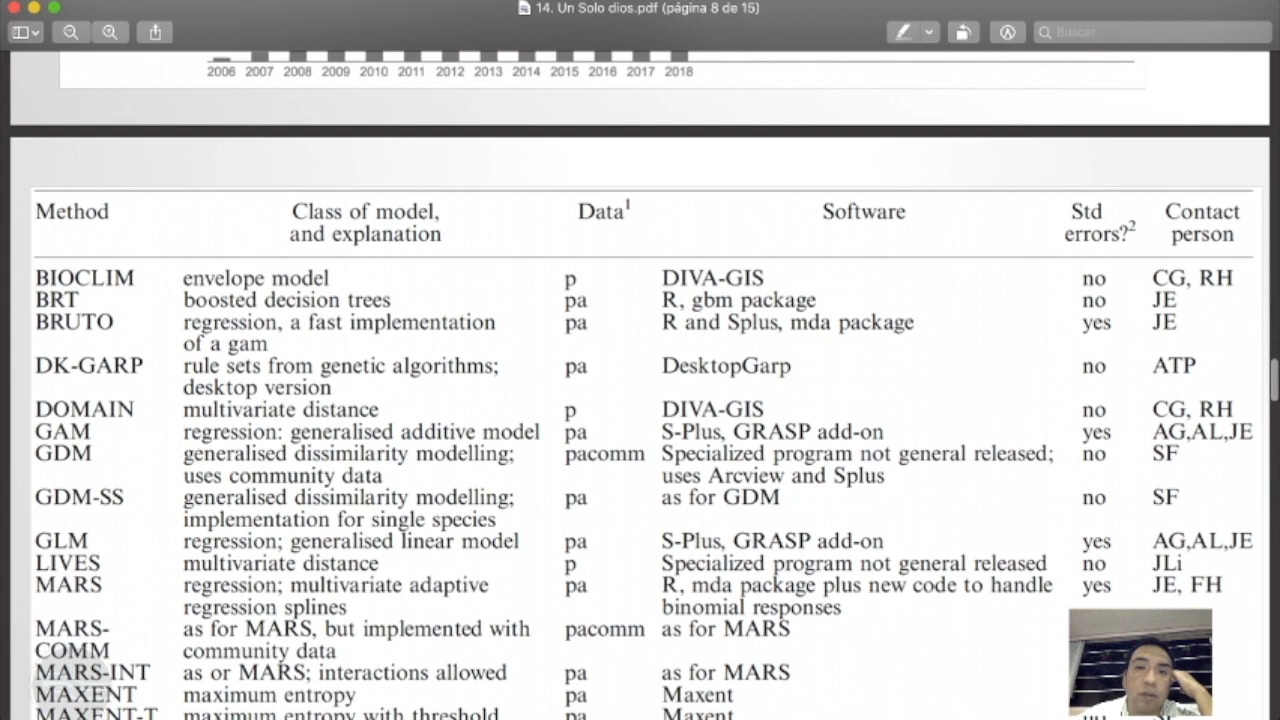 14. Un Solo dios.pdf (página 8 de 15)
Buscar
2006 2007 2008 2009 2010 2011 2012 2013 2014 2015 2016 2017 2018
Method Class of model, and explanation Data1 Software Std errors?2 Contact person
BIOCLIM envelope model p DIVA-GIS no CG, RH
BRT boosted decision trees pa R, gbm package no JE
BRUTO regression, a fast implementation pa R and Splus, mda package yes JE
of a gam
DK-GARP rule sets from genetic algorithms; pa DesktopGarp no ATP
desktop version
DOMAIN multivariate distance p DIVA-GIS no CG, RH
GAM regression: generalised additive model pa S-Plus, GRASP add-on yes AG,AL,JE
GDM generalised dissimilarity modelling; pacomm Specialized program not general released; no SF
uses community data uses Arcview and Splus
GDM-SS generalised dissimilarity modelling; pa as for GDM no SF
implementation for single species
GLM regression; generalised linear model pa S-Plus, GRASP add-on yes AG,AL,JE
LIVES multivariate distance p Specialized program not general released no JLi
MARS regression; multivariate adaptive pa R, mda package plus new code to handle yes JE, FH
regression splines binomial responses
MARS- as for MARS, but implemented with pacomm as for MARS
COMM community data
MARS-INT as or MARS; interactions allowed pa as for MARS
MAXENT maximum entropy pa Maxent
MAXENT-T maximum entropy with threshold pa Maxent